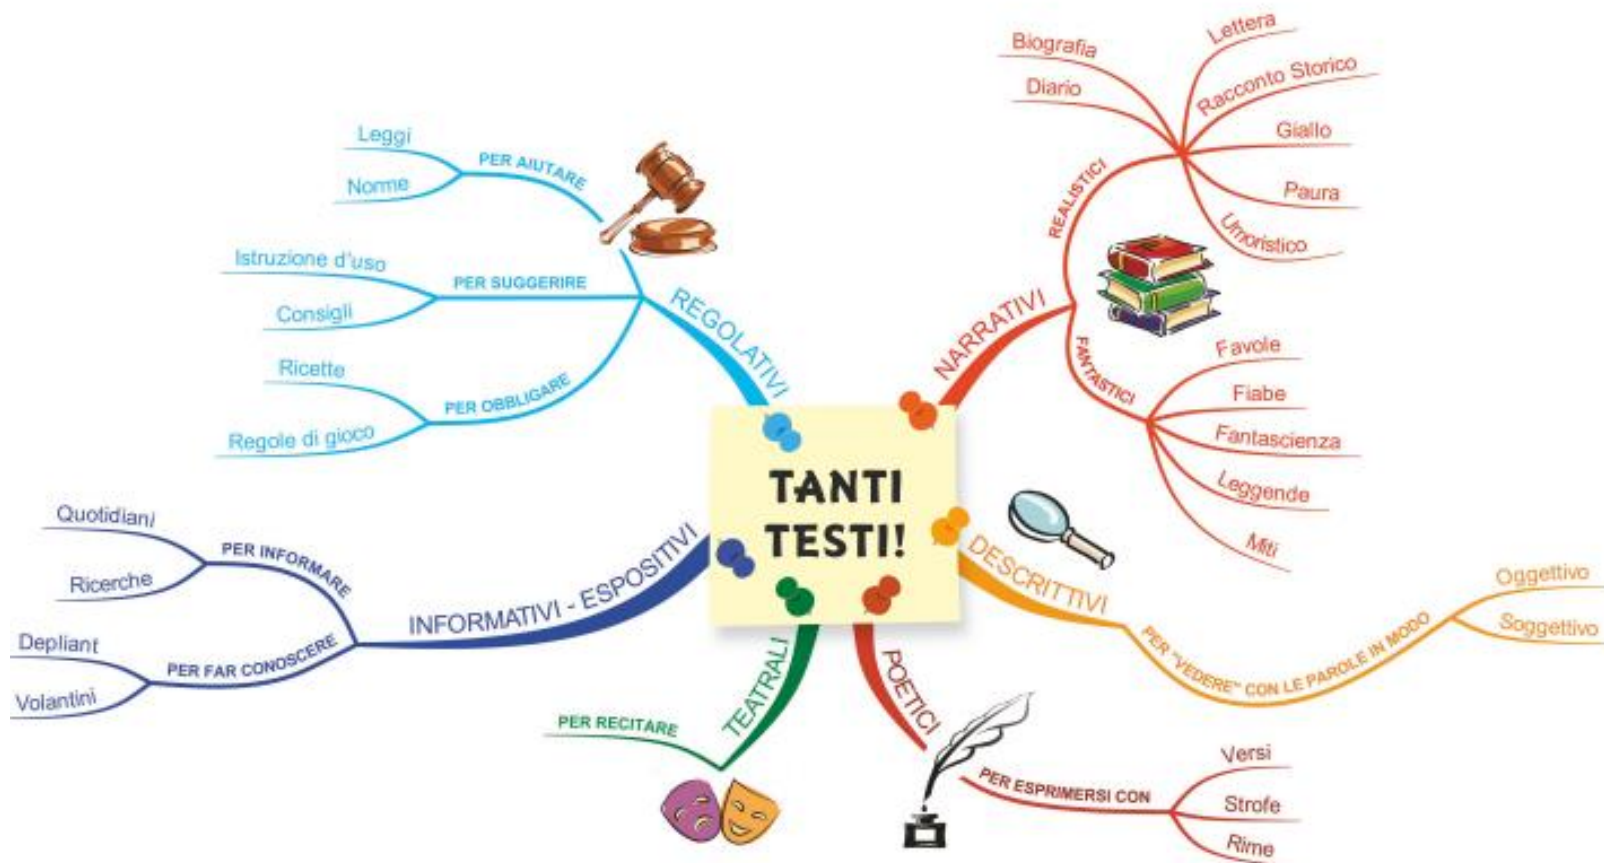 TANTI
TESTI!
NARRATIVI
REALISTICI
Biografia
Diario
Lettera
Racconto Storico
Giallo
Paura
Umoristico
FANTASTICI
Favole
Fiabe
Fantascienza
Leggende
Miti
DESCRITTIVI
PER "VEDERE" CON LE PAROLE IN MODO
Oggettivo
Soggettivo
POETICI
PER ESPRIMERSI CON
Versi
Strofe
Rime
TEATRALI
PER RECITARE
INFORMATIVI - ESPOSITIVI
PER INFORMARE
Quotidiani
Ricerche
PER FAR CONOSCERE
Depliant
Volantini
REGOLATIVI
PER AIUTARE
Leggi
Norme
PER SUGGERIRE
Istruzione d'uso
Consigli
PER OBBLIGARE
Ricette
Regole di gioco